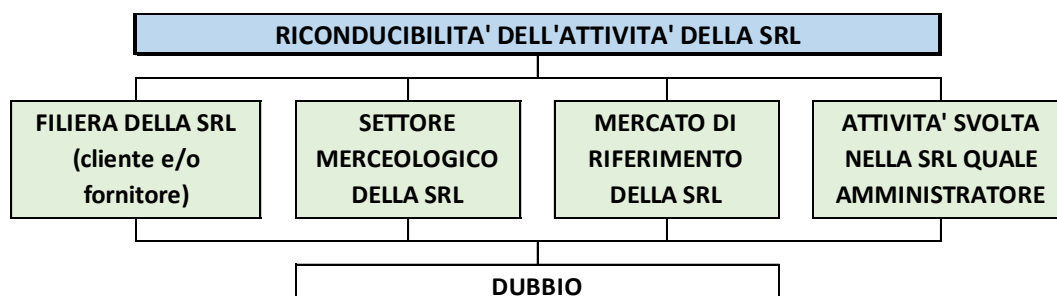 RICONDUCIBILITA' DELL'ATTIVITA' DELLA SRL
FILIERA DELLA SRL
(cliente e/o
fornitore)
SETTORE
MERCEOLOGICO
DELLA SRL
MERCATO DI
RIFERIMENTO
DELLA SRL
ATTIVITA' SVOLTA
NELLA SRL QUALE
AMMINISTRATORE
DUBBIO